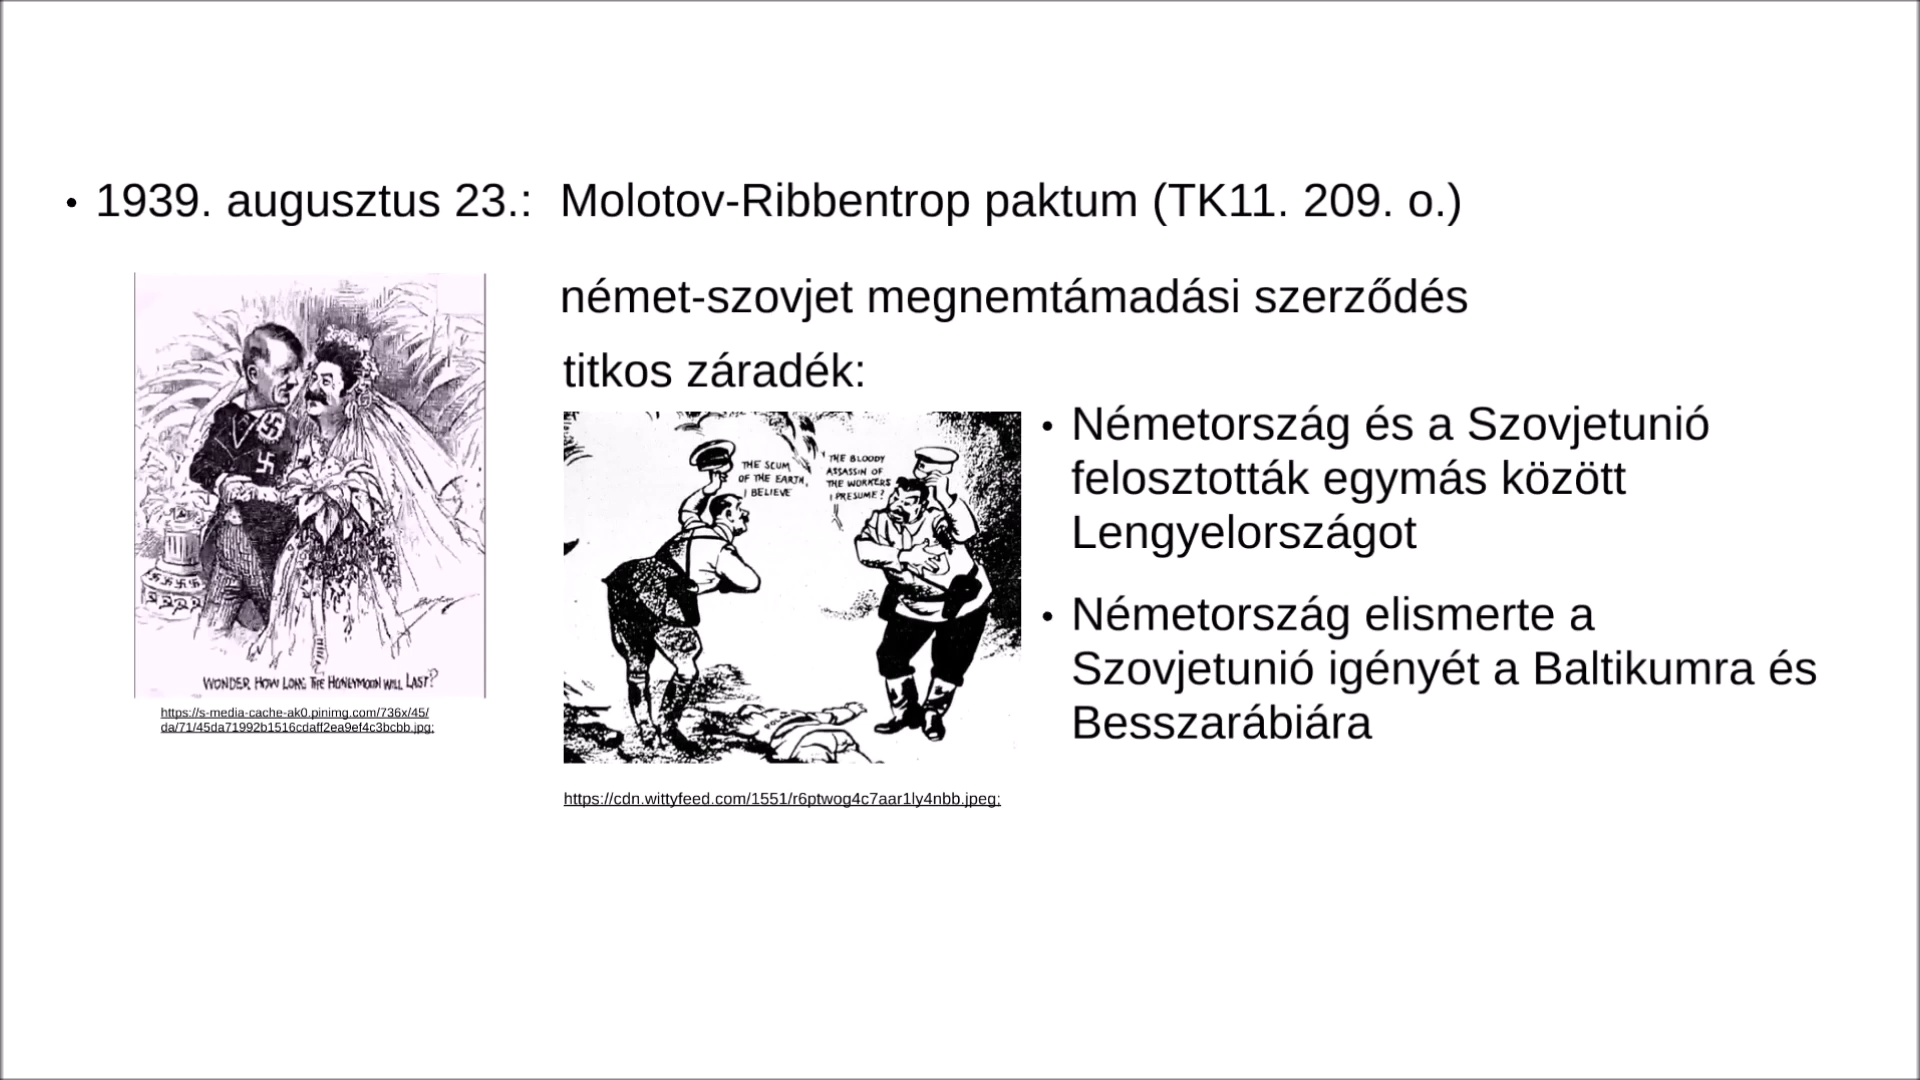 • 1939. augusztus 23.: Molotov-Ribbentrop paktum (TK11. 209. o.)
német-szovjet megnemtámadási szerződés
titkos záradék:
WONDER HOW LONG THE HONEYMOON WILL LAST?
https://s-media-cache-ak0.pinimg.com/736x/45/
da/71/45da71992b1516cdaff2ea9ef4c3bcbb.jpg;
THE SCUM
OF THE EARTH,
I BELIEVE
THE BLOODY
ASSASSIN OF
THE WORKERS
I PRESUME?
https://cdn.wittyfeed.com/1551/r6ptwog4c7aar1ly4nbb.jpeg;
• Németország és a Szovjetunió
felosztották egymás között
Lengyelországot
• Németország elismerte a
Szovjetunió igényét a Baltikumra és
Besszarábiára